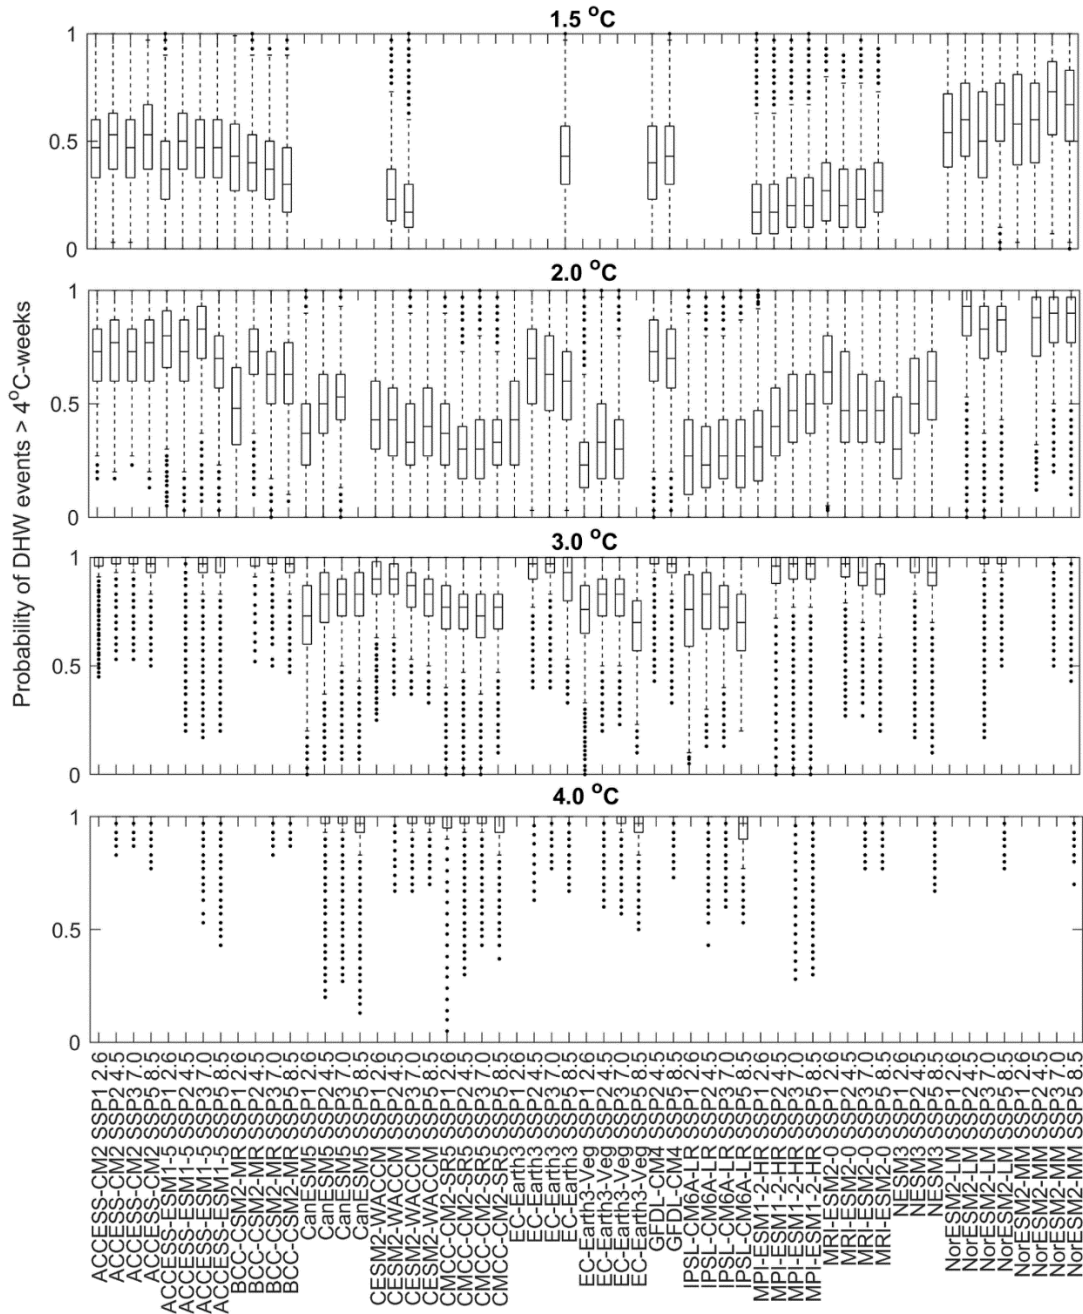 1.5 °C
1
0.5
0
2.0 °C
1
0.5
0
3.0 °C
1
0.5
0
4.0 °C
1
0.5
0
Probability of DHW events > 4°C-weeks
ACCESS-CM2 SSP1 2.6
ACCESS-CM2 SSP2 4.5
ACCESS-CM2 SSP3 7.0
ACCESS-CM2 SSP5 8.5
ACCESS-ESM1-5 SSP1 2.6
ACCESS-ESM1-5 SSP2 4.5
ACCESS-ESM1-5 SSP3 7.0
ACCESS-ESM1-5 SSP5 8.5
BCC-CSM2-MR SSP1 2.6
BCC-CSM2-MR SSP2 4.5
BCC-CSM2-MR SSP3 7.0
BCC-CSM2-MR SSP5 8.5
CanESM5 SSP1 2.6
CanESM5 SSP2 4.5
CanESM5 SSP3 7.0
CanESM5 SSP5 8.5
CESM2-WACCM SSP1 2.6
CESM2-WACCM SSP2 4.5
CESM2-WACCM SSP3 7.0
CESM2-WACCM SSP5 8.5
CMCC-CM2-SR5 SSP1 2.6
CMCC-CM2-SR5 SSP2 4.5
CMCC-CM2-SR5 SSP3 7.0
CMCC-CM2-SR5 SSP5 8.5
EC-Earth3 SSP1 2.6
EC-Earth3 SSP2 4.5
EC-Earth3 SSP3 7.0
EC-Earth3 SSP5 8.5
EC-Earth3-Veg SSP1 2.6
EC-Earth3-Veg SSP2 4.5
EC-Earth3-Veg SSP3 7.0
EC-Earth3-Veg SSP5 8.5
GFDL-CM4 SSP2 4.5
GFDL-CM4 SSP5 8.5
IPSL-CM6A-LR SSP1 2.6
IPSL-CM6A-LR SSP2 4.5
IPSL-CM6A-LR SSP3 7.0
IPSL-CM6A-LR SSP5 8.5
MPI-ESM1-2-HR SSP1 2.6
MPI-ESM1-2-HR SSP2 4.5
MPI-ESM1-2-HR SSP3 7.0
MPI-ESM1-2-HR SSP5 8.5
MRI-ESM2-0 SSP1 2.6
MRI-ESM2-0 SSP2 4.5
MRI-ESM2-0 SSP3 7.0
MRI-ESM2-0 SSP5 8.5
NESM3 SSP1 2.6
NESM3 SSP2 4.5
NESM3 SSP5 8.5
NorESM2-LM SSP1 2.6
NorESM2-LM SSP2 4.5
NorESM2-LM SSP3 7.0
NorESM2-LM SSP5 8.5
NorESM2-MIM SSP1 2.6
NorESM2-MIM SSP2 4.5
NorESM2-MIM SSP3 7.0
NorESM2-MIM SSP5 8.5